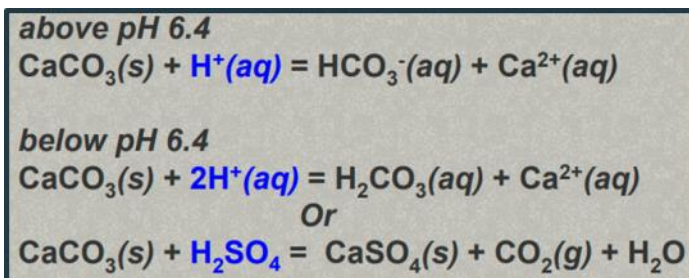 above pH 6.4
CaCO₃(s) + H⁺(aq) = HCO₃⁻(aq) + Ca²⁺(aq)
below pH 6.4
CaCO₃(s) + 2H⁺(aq) = H₂CO₃(aq) + Ca²⁺(aq)
Or
CaCO₃(s) + H₂SO₄ = CaSO₄(s) + CO₂(g) + H₂O